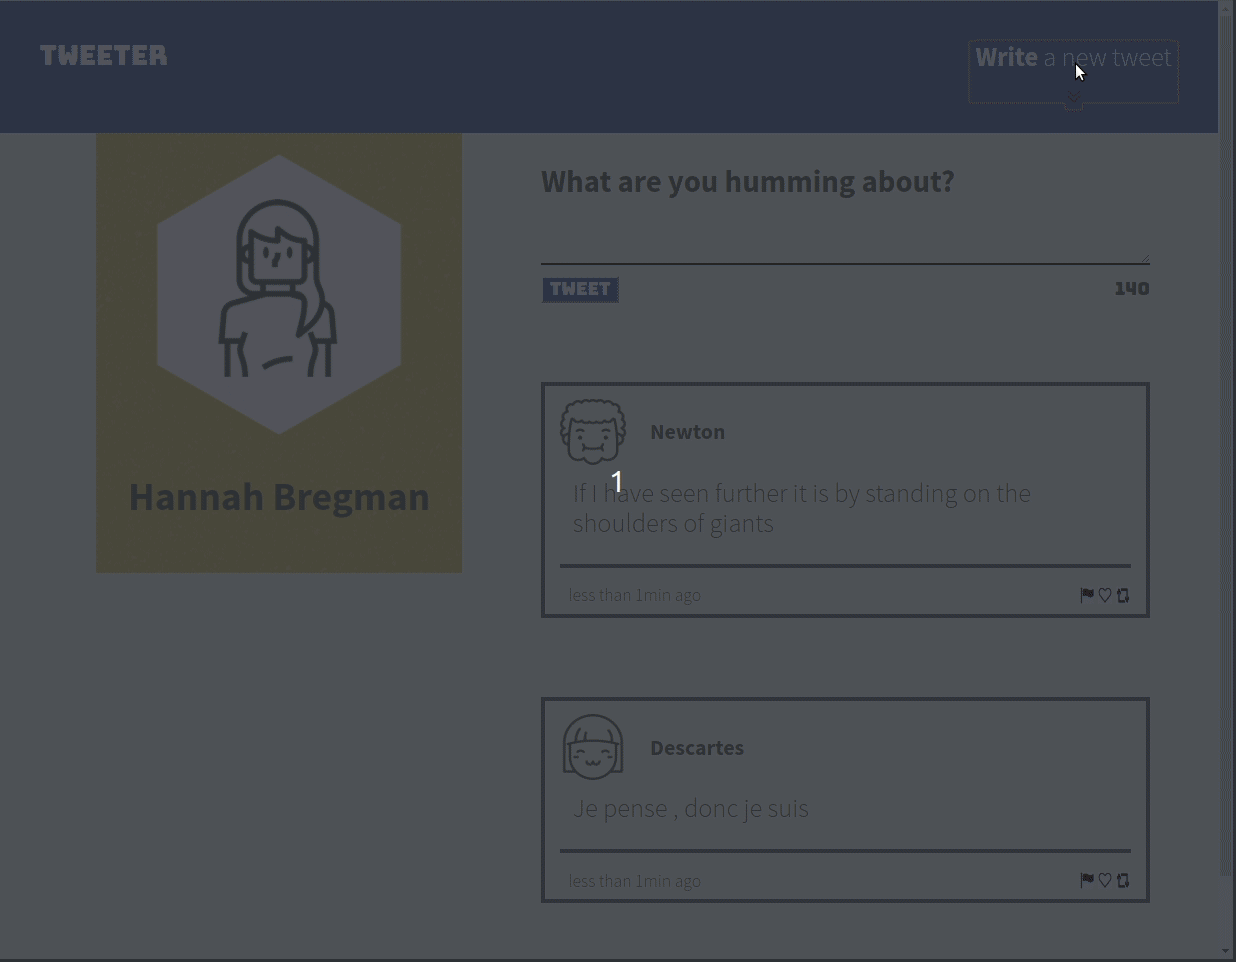 TWEETER
Write a new tweet
What are you humming about?
TWEET
140
Hannah Bregman
Newton
1
If I have seen further it is by standing on the
shoulders of giants
less than 1min ago
Descartes
Je pense , donc je suis
less than 1min ago